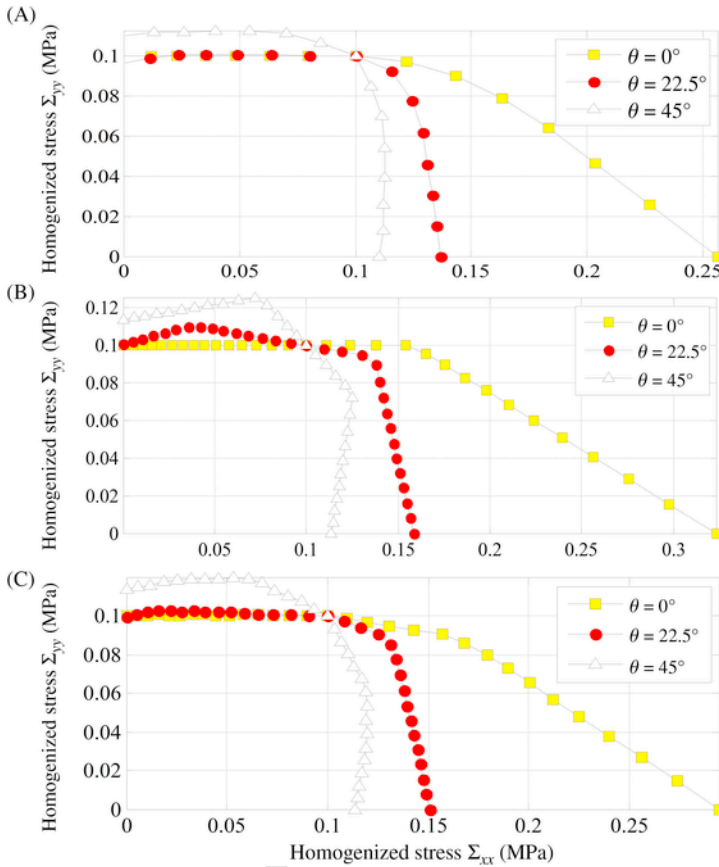 (A)
Homogenized stress Σyy (MPa)
0.1
0.08
0.06
0.04
0.02
0
0
0.05
0.1
0.15
0.2
0.25
θ = 0°
θ = 22.5°
θ = 45°
(B)
Homogenized stress Σyy (MPa)
0.12
0.1
0.08
0.06
0.04
0.02
0
0.05
0.1
0.15
0.2
0.25
0.3
θ = 0°
θ = 22.5°
θ = 45°
(C)
Homogenized stress Σyy (MPa)
0.1
0.08
0.06
0.04
0.02
0
0
0.05
0.1
0.15
0.2
0.25
θ = 0°
θ = 22.5°
θ = 45°
Homogenized stress Σxx (MPa)